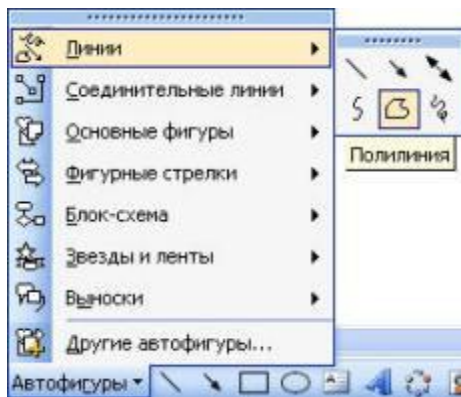 Линии
Соединительные линии
Основные фигуры
Фигурные стрелки
Блок-схема
Звезды и ленты
Выноски
Другие автофигуры...
Автофигуры
Полилиния